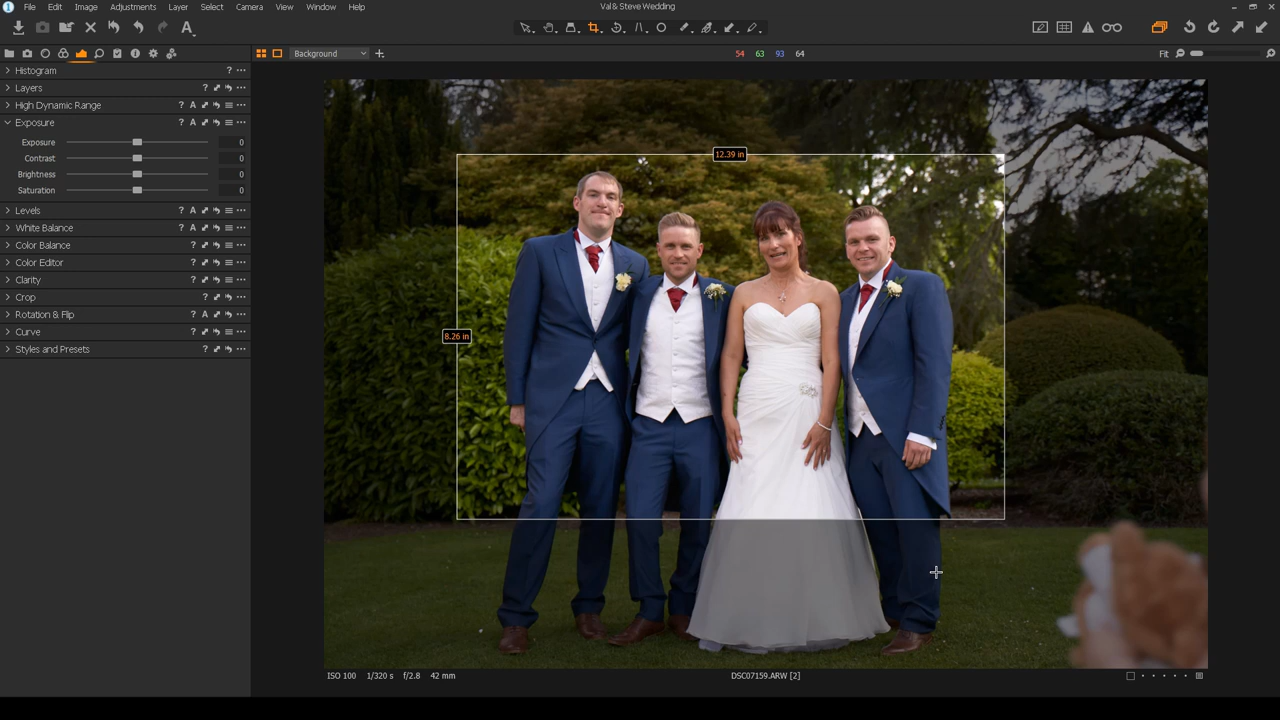 File Edit Image Adjustments Layer Select Camera View Window Help
Val & Steve Wedding
A
Background
54 63 93 64
Fit
Histogram ?
Layers ?
High Dynamic Range ? A
Exposure ? A
Exposure 0
Contrast 0
Brightness 0
Saturation 0
Levels ? A
White Balance ? A
Color Balance ? A
Color Editor ? A
Clarity ? A
Crop ?
Rotation & Flip ? A
Curve ?
Styles and Presets ?
12.39 in
8.26 in
ISO 100 1/320 s f/2.8 42 mm
DSC07159.ARW [2]